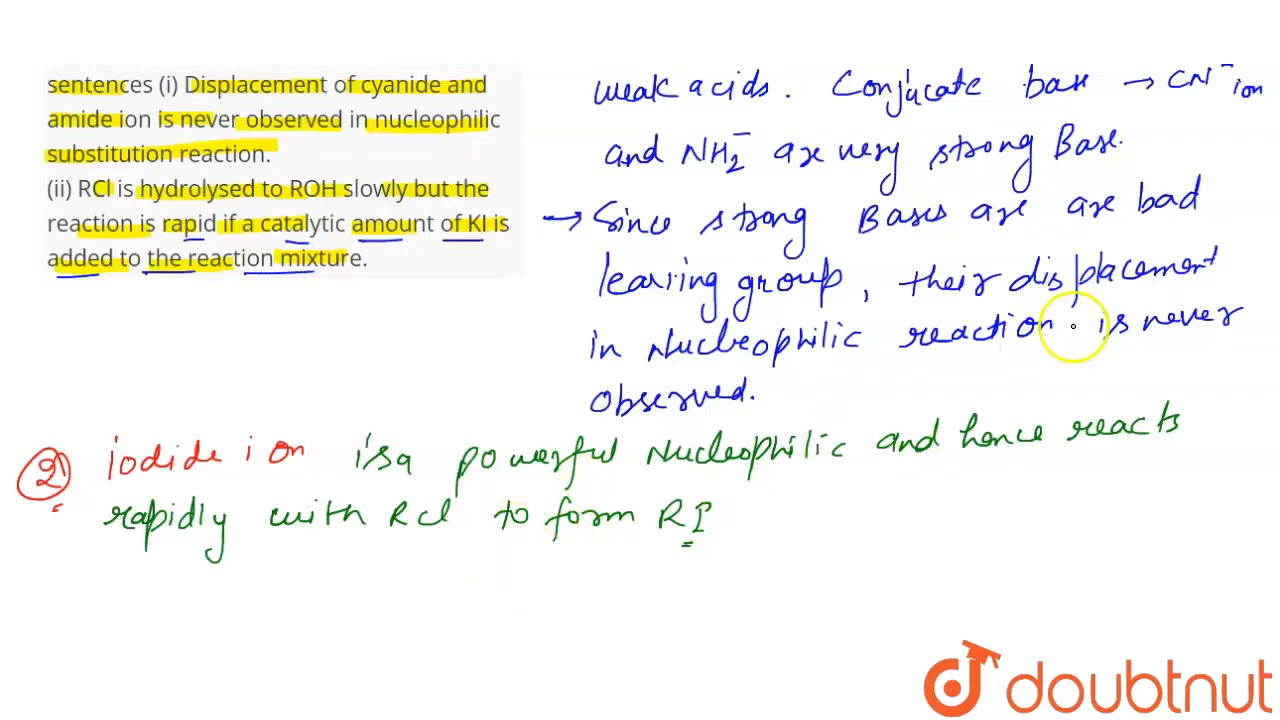 sentences (i) Displacement of cyanide and
amide ion is never observed in nucleophilic
substitution reaction.
(ii) RCl is hydrolysed to ROH slowly but the
reaction is rapid if a catalytic amount of KI is
added to the reaction mixture.
weak acids. Conjucate base → CN⁻ ion
and NH₂⁻ are very strong Base.
→ Since strong Bases are are bad
leaving group, their displacement
in Nucleophilic reaction is never
observed.
2) iodide ion is a powerful Nucleophilic and hence reacts
rapidly with RCl to form RI
doubtnut